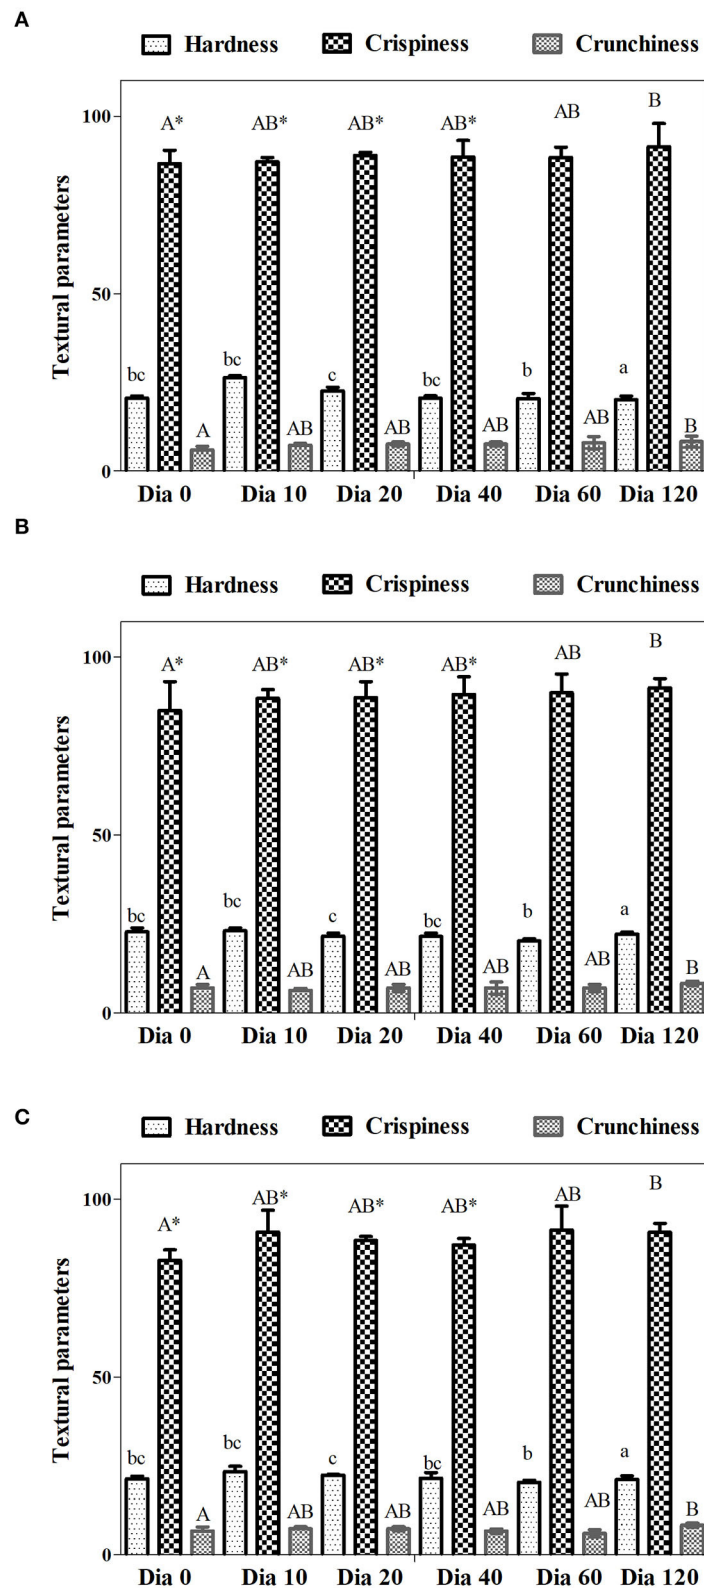 A
Hardness Crispiness Crunchiness
Textural parameters
100
50
0
A* AB* AB* AB* AB B
bc bc c bc b a
A AB AB AB AB B
Dia 0 Dia 10 Dia 20 Dia 40 Dia 60 Dia 120
B
Hardness Crispiness Crunchiness
Textural parameters
100
50
0
A* AB* AB* AB* AB B
bc bc c bc b a
A AB AB AB AB B
Dia 0 Dia 10 Dia 20 Dia 40 Dia 60 Dia 120
C
Hardness Crispiness Crunchiness
Textural parameters
100
50
0
A* AB* AB* AB* AB B
bc bc c bc b a
A AB AB AB AB B
Dia 0 Dia 10 Dia 20 Dia 40 Dia 60 Dia 120